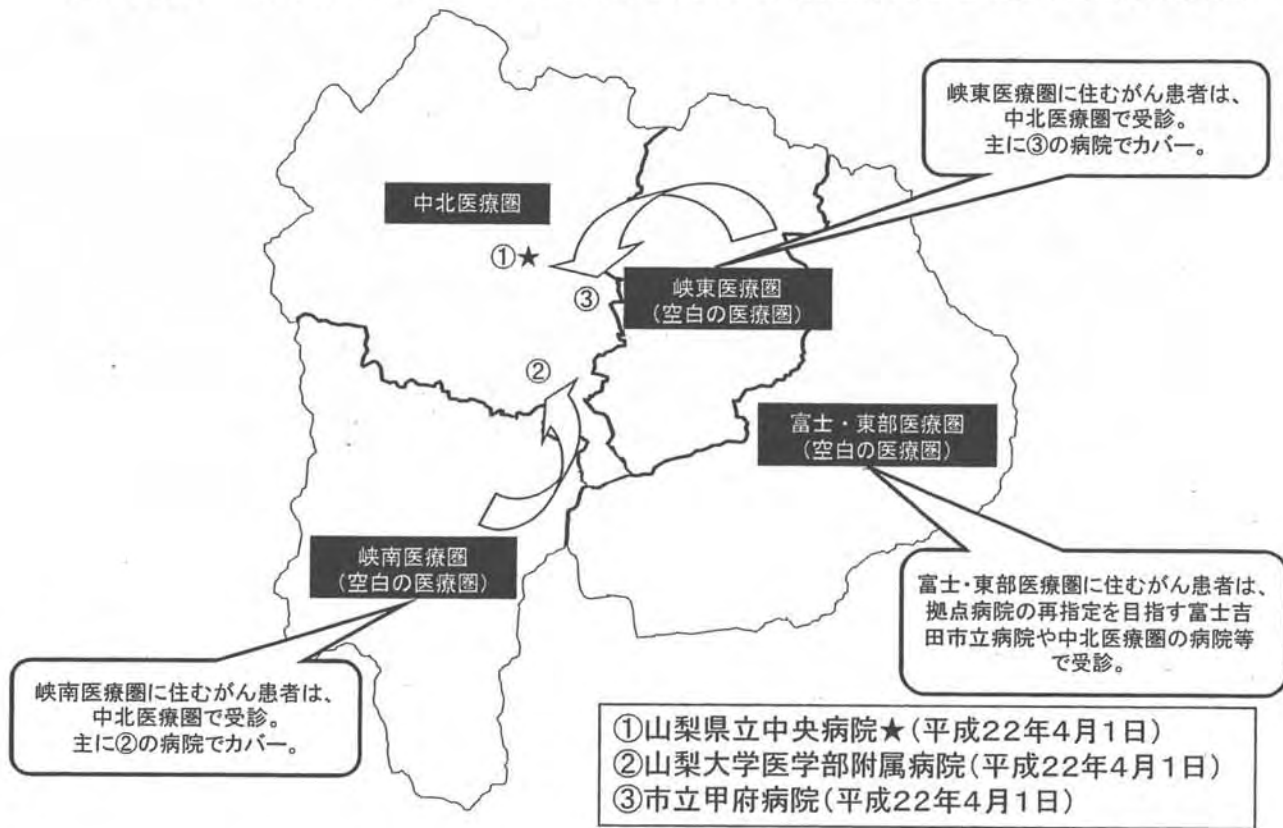 峡東医療圏に住むがん患者は、
中北医療圏で受診。
主に③の病院でカバー。
中北医療圏
①★
③
峡東医療圏
(空白の医療圏)
②
富士・東部医療圏
(空白の医療圏)
峡南医療圏
(空白の医療圏)
富士・東部医療圏に住むがん患者は、
拠点病院の再指定を目指す富士吉
田市立病院や中北医療圏の病院等
で受診。
峡南医療圏に住むがん患者は、
中北医療圏で受診。
主に②の病院でカバー。
①山梨県立中央病院★(平成22年4月1日)
②山梨大学医学部附属病院(平成22年4月1日)
③市立甲府病院(平成22年4月1日)